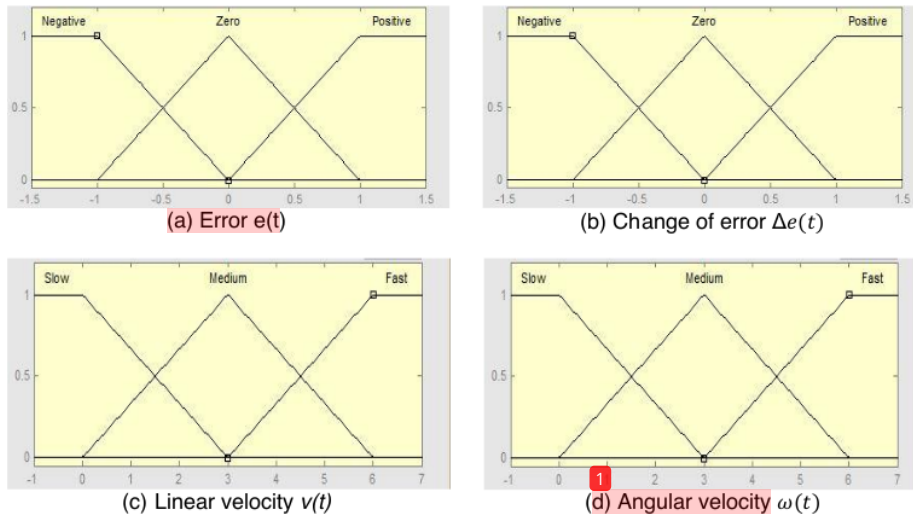 Negative Zero Positive
1
0.5
0
-1.5 -1 -0.5 0 0.5 1 1.5
(a) Error e(t)
Negative Zero Positive
1
0.5
0
-1.5 -1 -0.5 0 0.5 1 1.5
(b) Change of error Δe(t)
Slow Medium Fast
1
0.5
0
-1 0 1 2 3 4 5 6 7
(c) Linear velocity v(t)
Slow Medium Fast
1
0.5
0
-1 0 1 2 3 4 5 6 7
1
(d) Angular velocity ω(t)